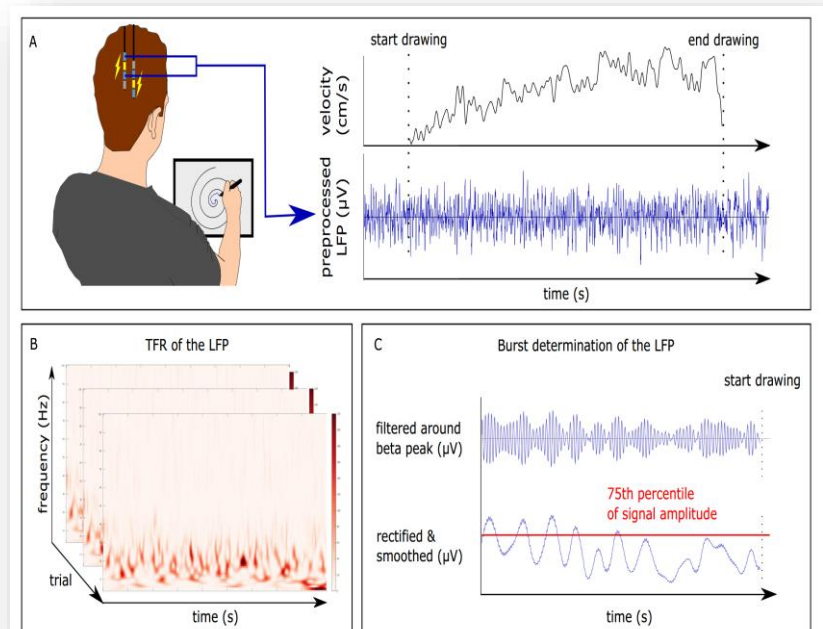 A
start drawing
end drawing
velocity
(cm/s)
preprocessed
LFP (µV)
time (s)
B
TFR of the LFP
frequency (Hz)
trial
time (s)
C
Burst determination of the LFP
start drawing
filtered around
beta peak (µV)
75th percentile
of signal amplitude
rectified &
smoothed (µV)
time (s)